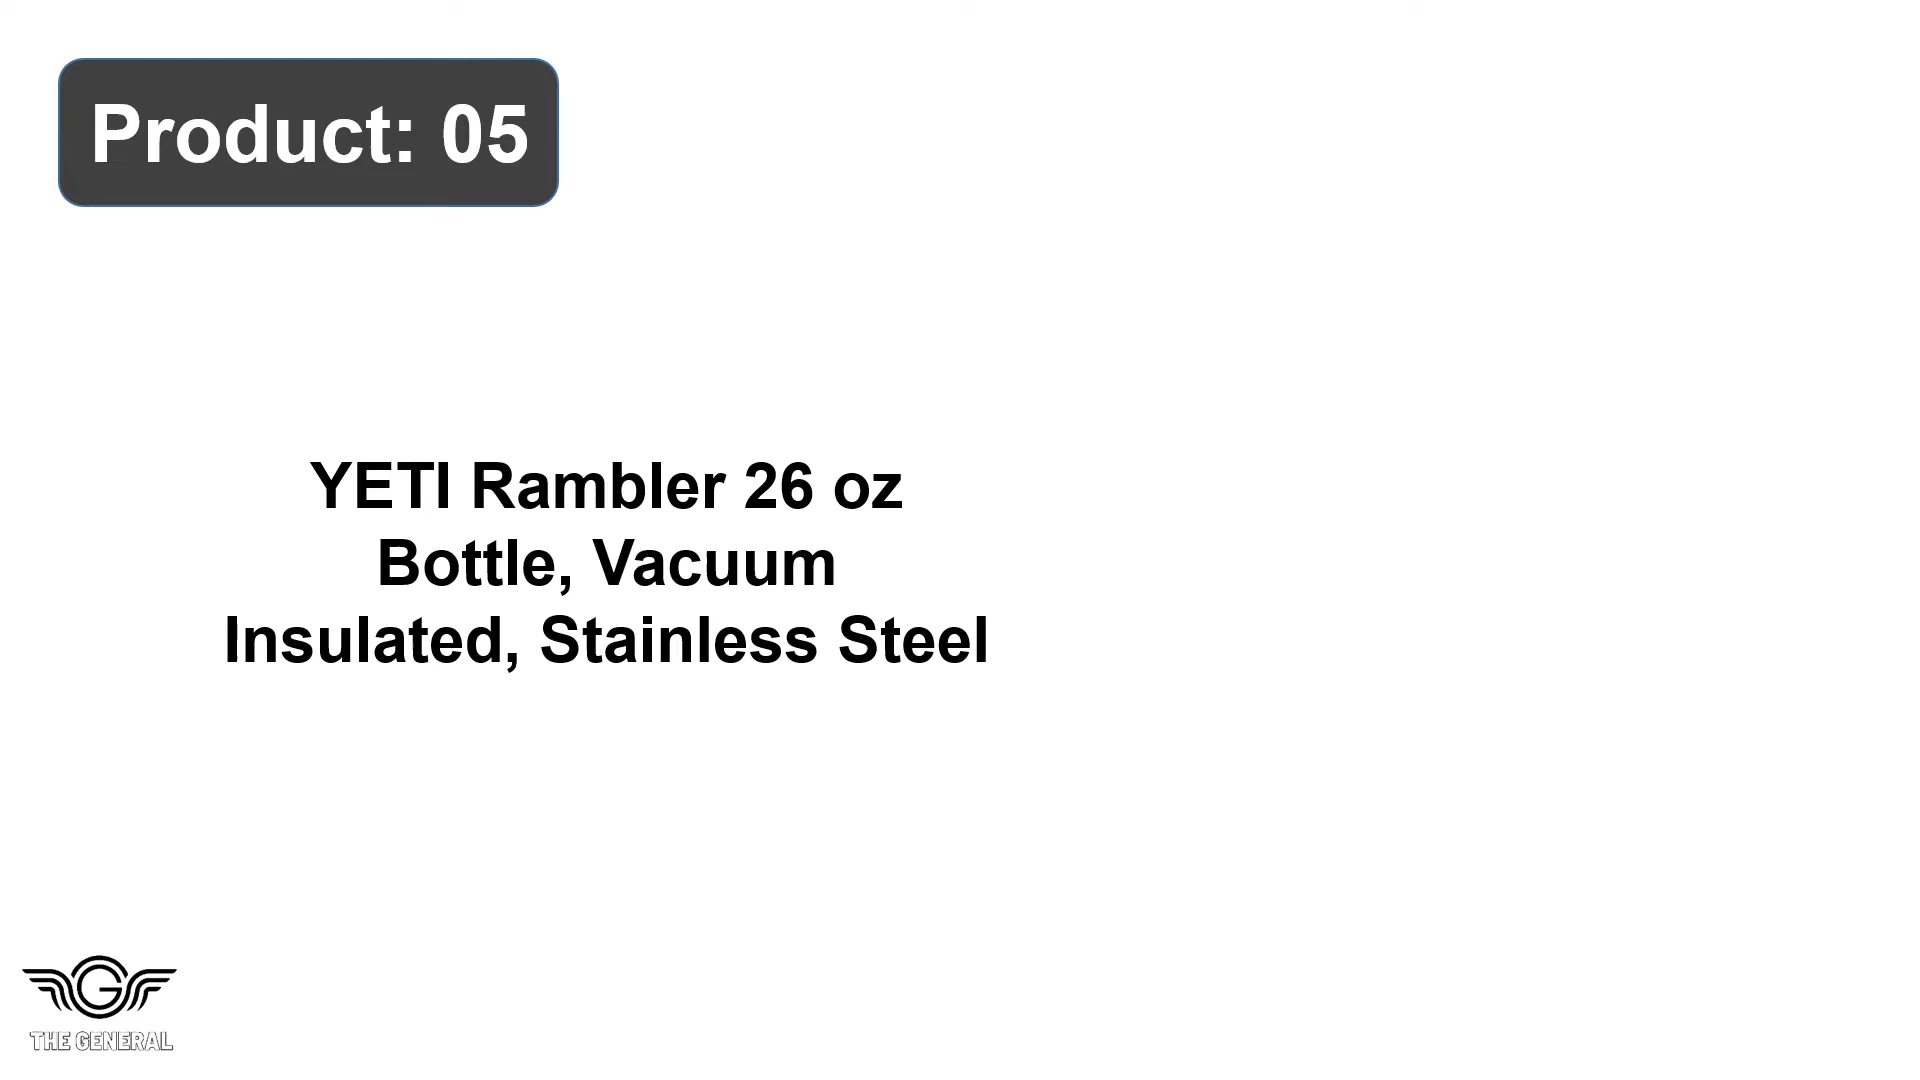 Product: 05
YETI Rambler 26 oz
Bottle, Vacuum
Insulated, Stainless Steel
G
THE GENERAL